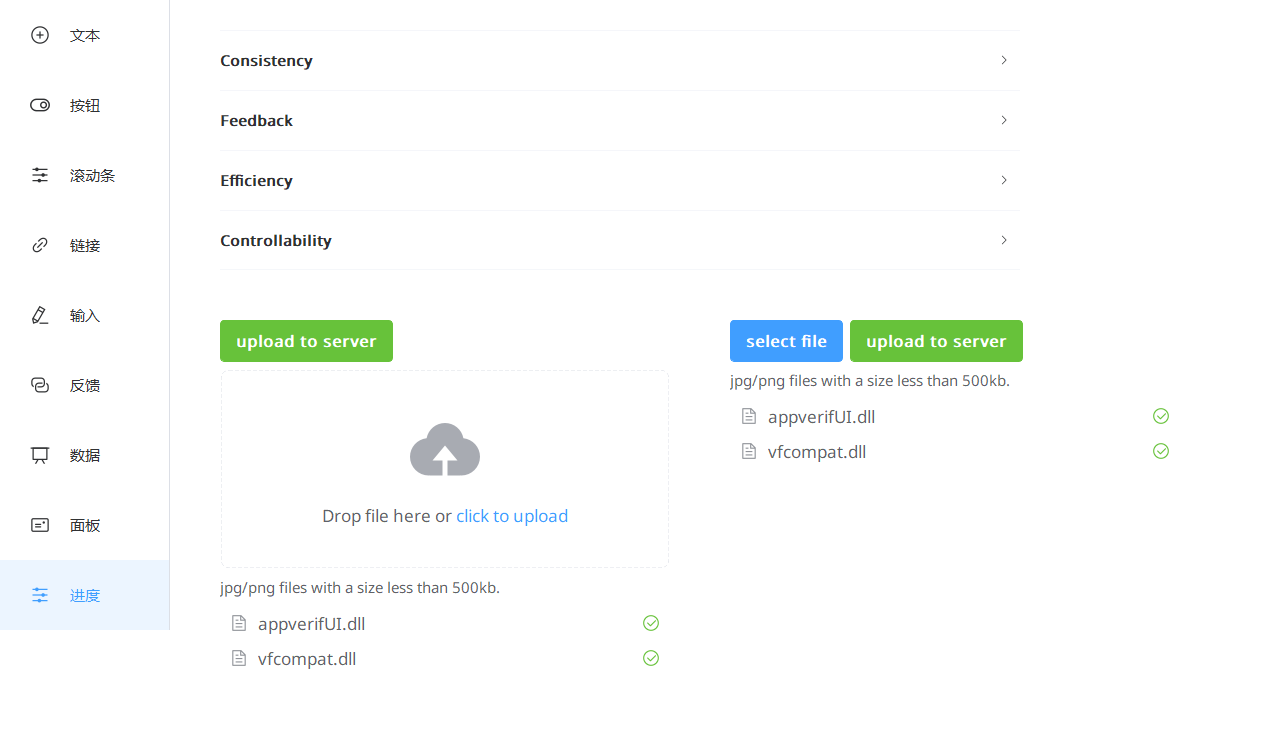 文本
按钮
滚动条
链接
输入
反馈
数据
面板
进度
Consistency
Feedback
Efficiency
Controllability
upload to server
Drop file here or click to upload
jpg/png files with a size less than 500kb.
appverifUI.dll
vfcompat.dll
select file
upload to server
jpg/png files with a size less than 500kb.
appverifUI.dll
vfcompat.dll